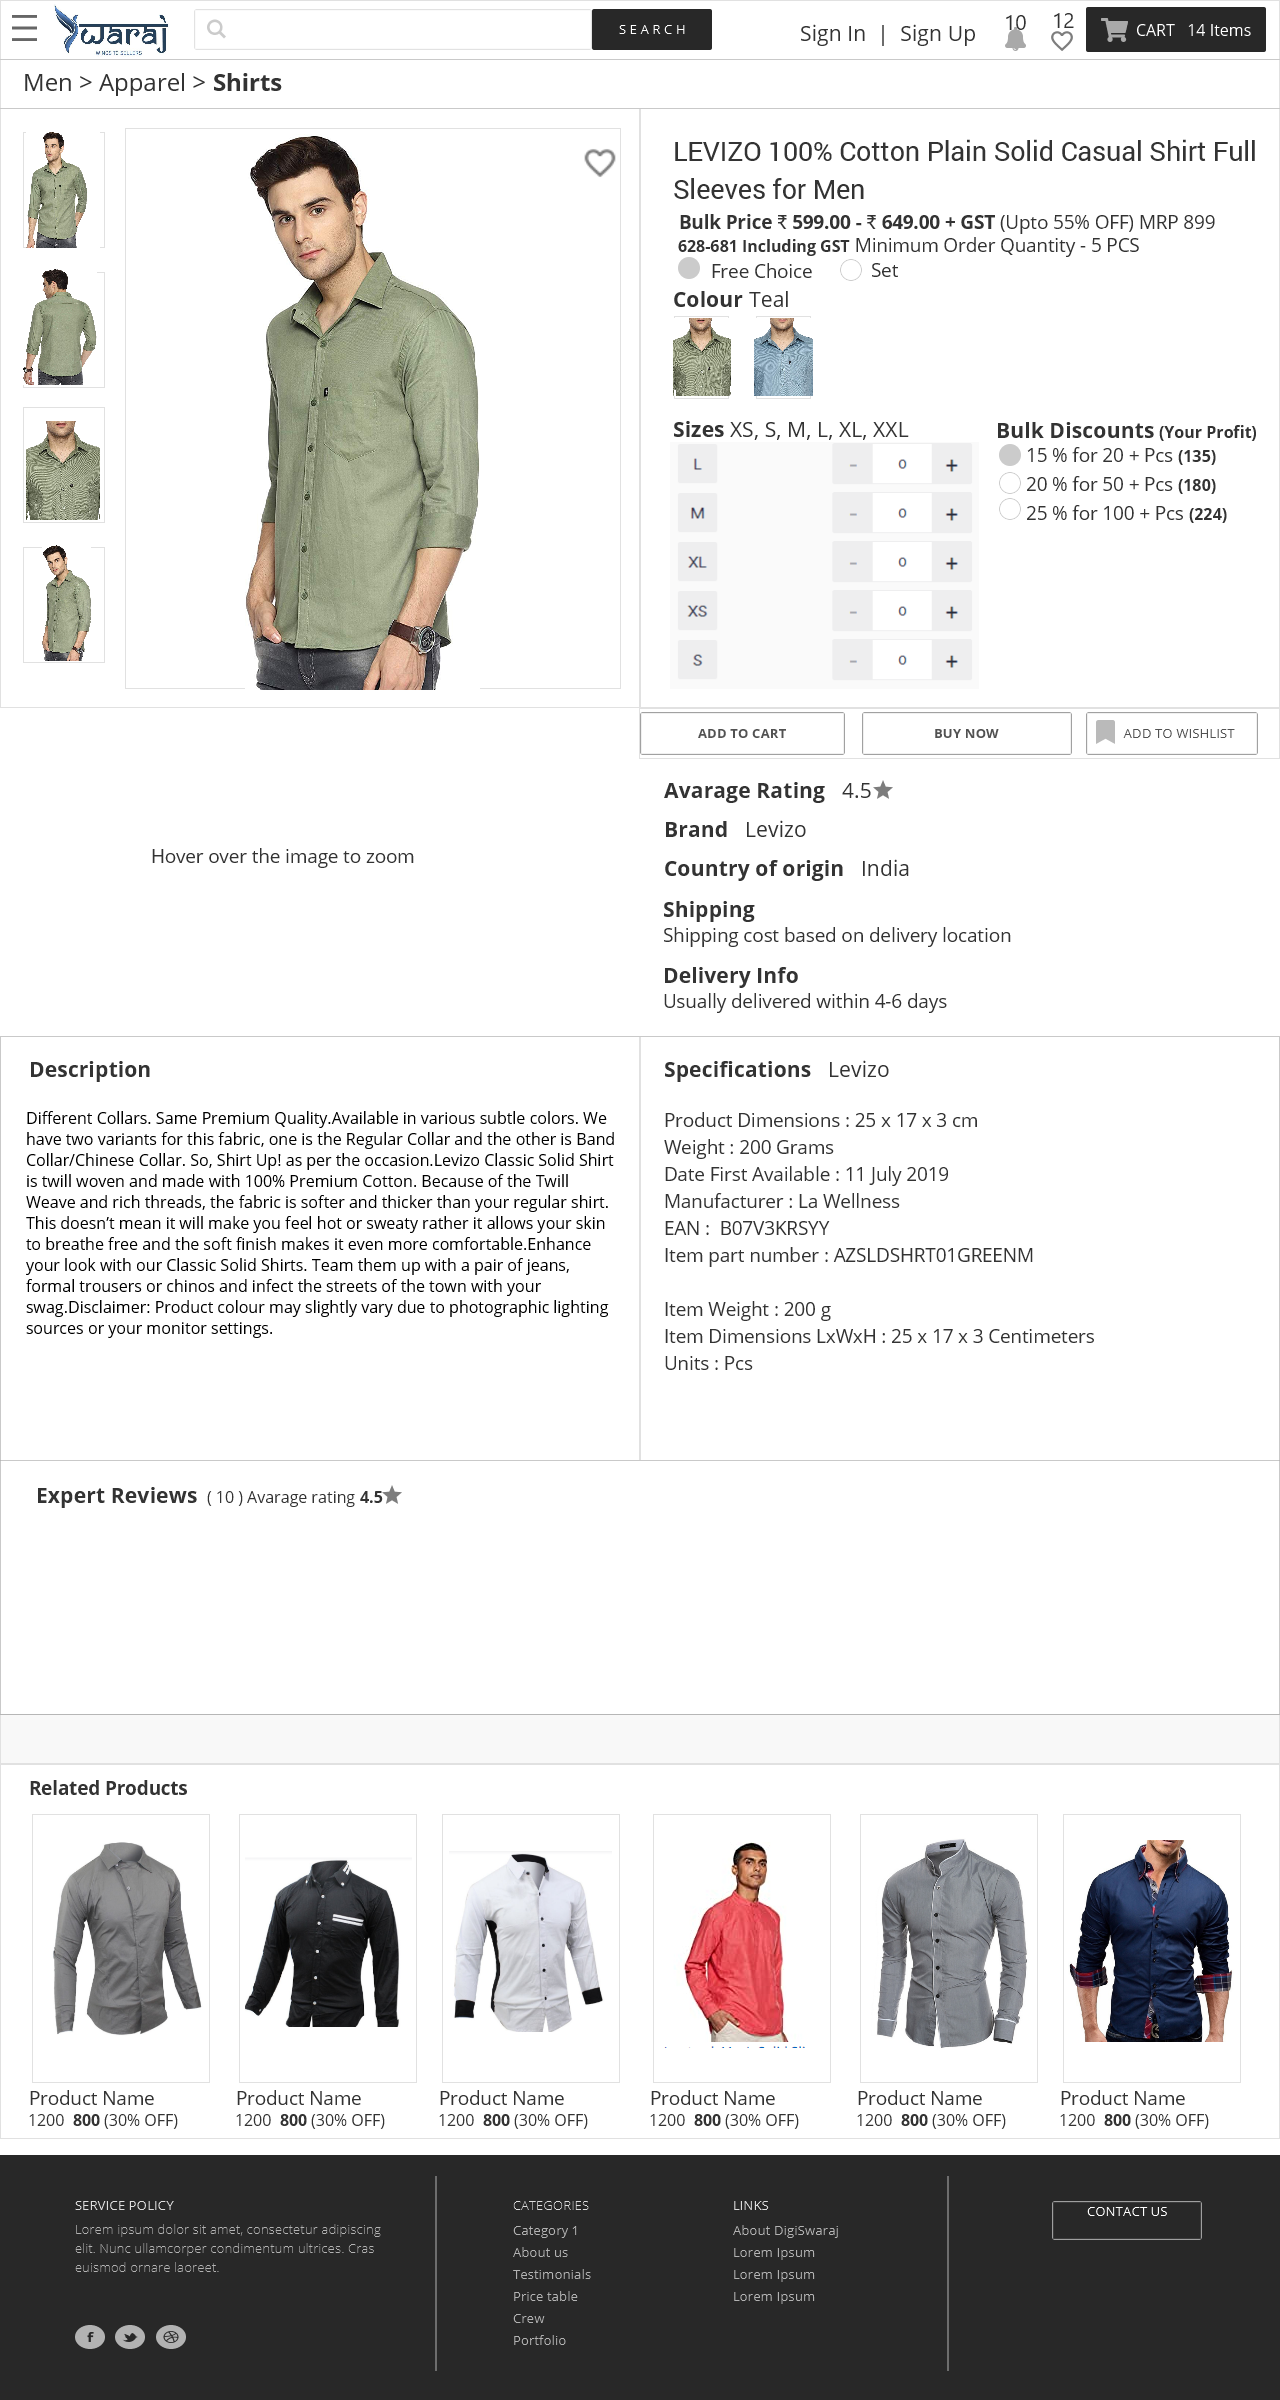 waraj
WINGS TO SELLERS
SEARCH
Sign In | Sign Up
10
12
CART 14 Items
Men > Apparel > Shirts
LEVIZO 100% Cotton Plain Solid Casual Shirt Full
Sleeves for Men
Bulk Price ₹ 599.00 - ₹ 649.00 + GST (Upto 55% OFF) MRP 899
628-681 Including GST Minimum Order Quantity - 5 PCS
Free Choice Set
Colour Teal
Sizes XS, S, M, L, XL, XXL
L - 0 +
M - 0 +
XL - 0 +
XS - 0 +
S - 0 +
Bulk Discounts (Your Profit)
15 % for 20 + Pcs (135)
20 % for 50 + Pcs (180)
25 % for 100 + Pcs (224)
ADD TO CART
BUY NOW
ADD TO WISHLIST
Hover over the image to zoom
Avarage Rating 4.5★
Brand Levizo
Country of origin India
Shipping
Shipping cost based on delivery location
Delivery Info
Usually delivered within 4-6 days
Description
Different Collars. Same Premium Quality.Available in various subtle colors. We
have two variants for this fabric, one is the Regular Collar and the other is Band
Collar/Chinese Collar. So, Shirt Up! as per the occasion.Levizo Classic Solid Shirt
is twill woven and made with 100% Premium Cotton. Because of the Twill
Weave and rich threads, the fabric is softer and thicker than your regular shirt.
This doesn’t mean it will make you feel hot or sweaty rather it allows your skin
to breathe free and the soft finish makes it even more comfortable.Enhance
your look with our Classic Solid Shirts. Team them up with a pair of jeans,
formal trousers or chinos and infect the streets of the town with your
swag.Disclaimer: Product colour may slightly vary due to photographic lighting
sources or your monitor settings.
Specifications Levizo
Product Dimensions : 25 x 17 x 3 cm
Weight : 200 Grams
Date First Available : 11 July 2019
Manufacturer : La Wellness
EAN : B07V3KRSYY
Item part number : AZSLDSHRT01GREENM
Item Weight : 200 g
Item Dimensions LxWxH : 25 x 17 x 3 Centimeters
Units : Pcs
Expert Reviews ( 10 ) Avarage rating 4.5★
Related Products
Product Name
1200 800 (30% OFF)
Product Name
1200 800 (30% OFF)
Product Name
1200 800 (30% OFF)
Product Name
1200 800 (30% OFF)
Product Name
1200 800 (30% OFF)
Product Name
1200 800 (30% OFF)
SERVICE POLICY
Lorem ipsum dolor sit amet, consectetur adipiscing
elit. Nunc ullamcorper condimentum ultrices. Cras
euismod ornare laoreet.
CATEGORIES
Category 1
About us
Testimonials
Price table
Crew
Portfolio
LINKS
About DigiSwaraj
Lorem Ipsum
Lorem Ipsum
Lorem Ipsum
CONTACT US